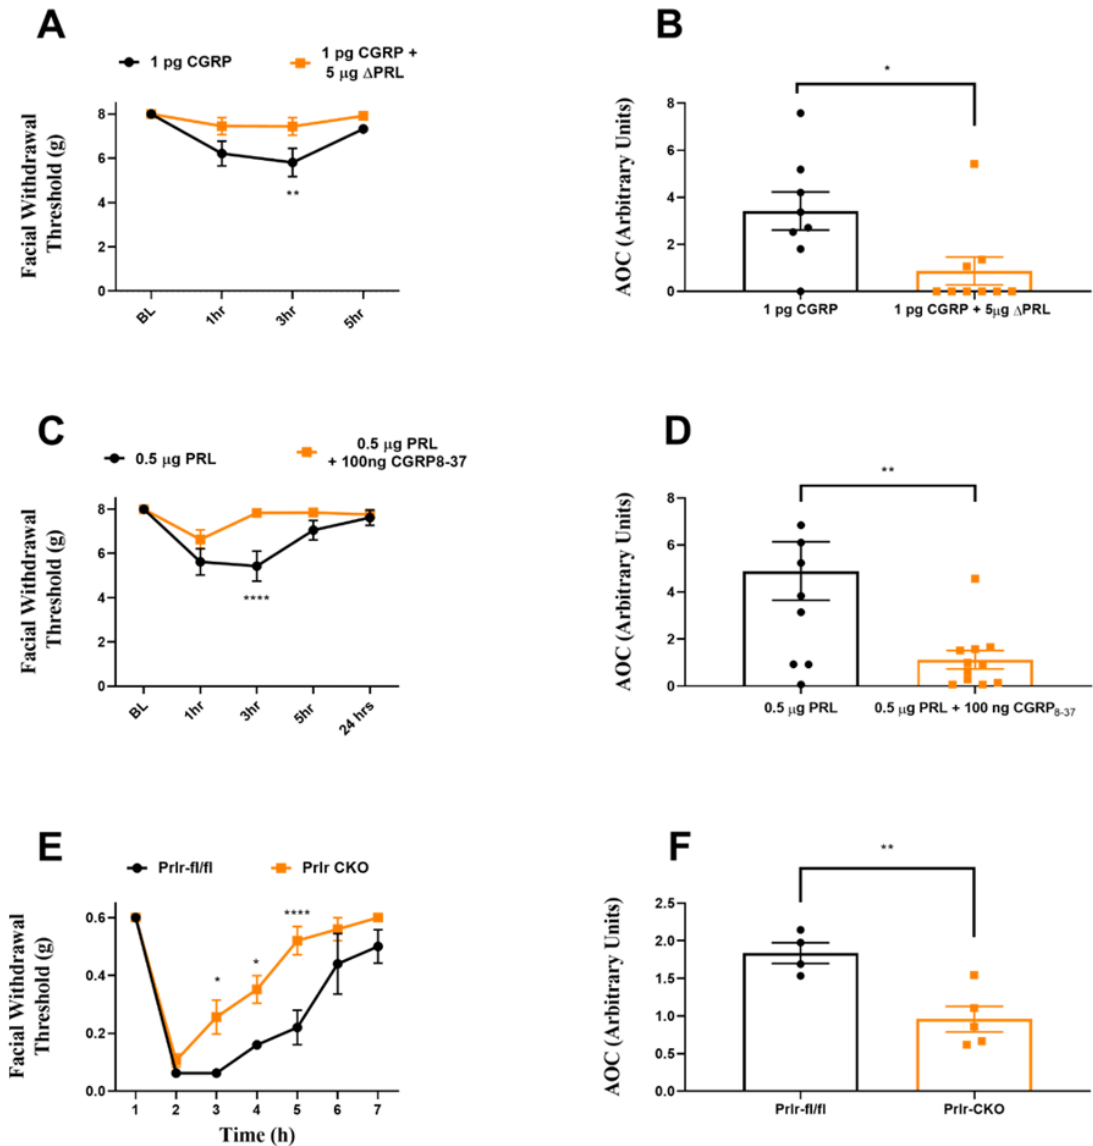 A
1 pg CGRP
1 pg CGRP +
5 μg ΔPRL
Facial Withdrawal
Threshold (g)
8
6
4
2
0
**
BL
1hr
3hr
5hr
B
*
AOC (Arbitrary Units)
8
6
4
2
0
1 pg CGRP
1 pg CGRP + 5μg ΔPRL
C
0.5 μg PRL
0.5 μg PRL
+ 100ng CGRP8-37
Facial Withdrawal
Threshold (g)
8
6
4
2
0
****
BL
1hr
3hr
5hr
24 hrs
D
**
AOC (Arbitrary Units)
8
6
4
2
0
0.5 μg PRL
0.5 μg PRL + 100 ng CGRP₈₋₃₇
E
Prlr-fl/fl
Prlr CKO
Facial Withdrawal
Threshold (g)
0.6
0.4
0.2
0.0
*
*
****
1 2 3 4 5 6 7
Time (h)
F
**
AOC (Arbitrary Units)
2.5
2.0
1.5
1.0
0.5
0.0
Prlr-fl/fl
Prlr-CKO